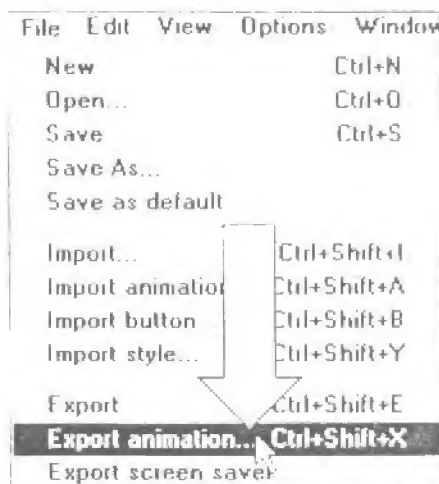 File Edit View Options Window
New Ctrl+N
Open... Ctrl+O
Save Ctrl+S
Save As...
Save as default
Import... Ctrl+Shift+I
Import animation Ctrl+Shift+A
Import button Ctrl+Shift+B
Import style... Ctrl+Shift+Y
Export Ctrl+Shift+E
Export animation... Ctrl+Shift+X
Export screen saver